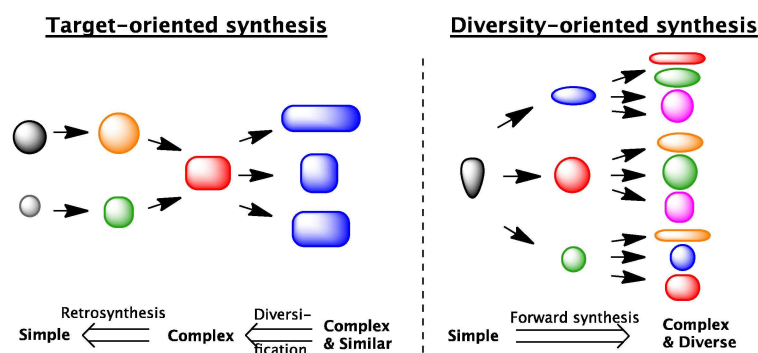 Target-oriented synthesis
Diversity-oriented synthesis
Retrosynthesis
Simple
Complex
Diversi-
fication
Complex
& Similar
Forward synthesis
Simple
Complex
& Diverse